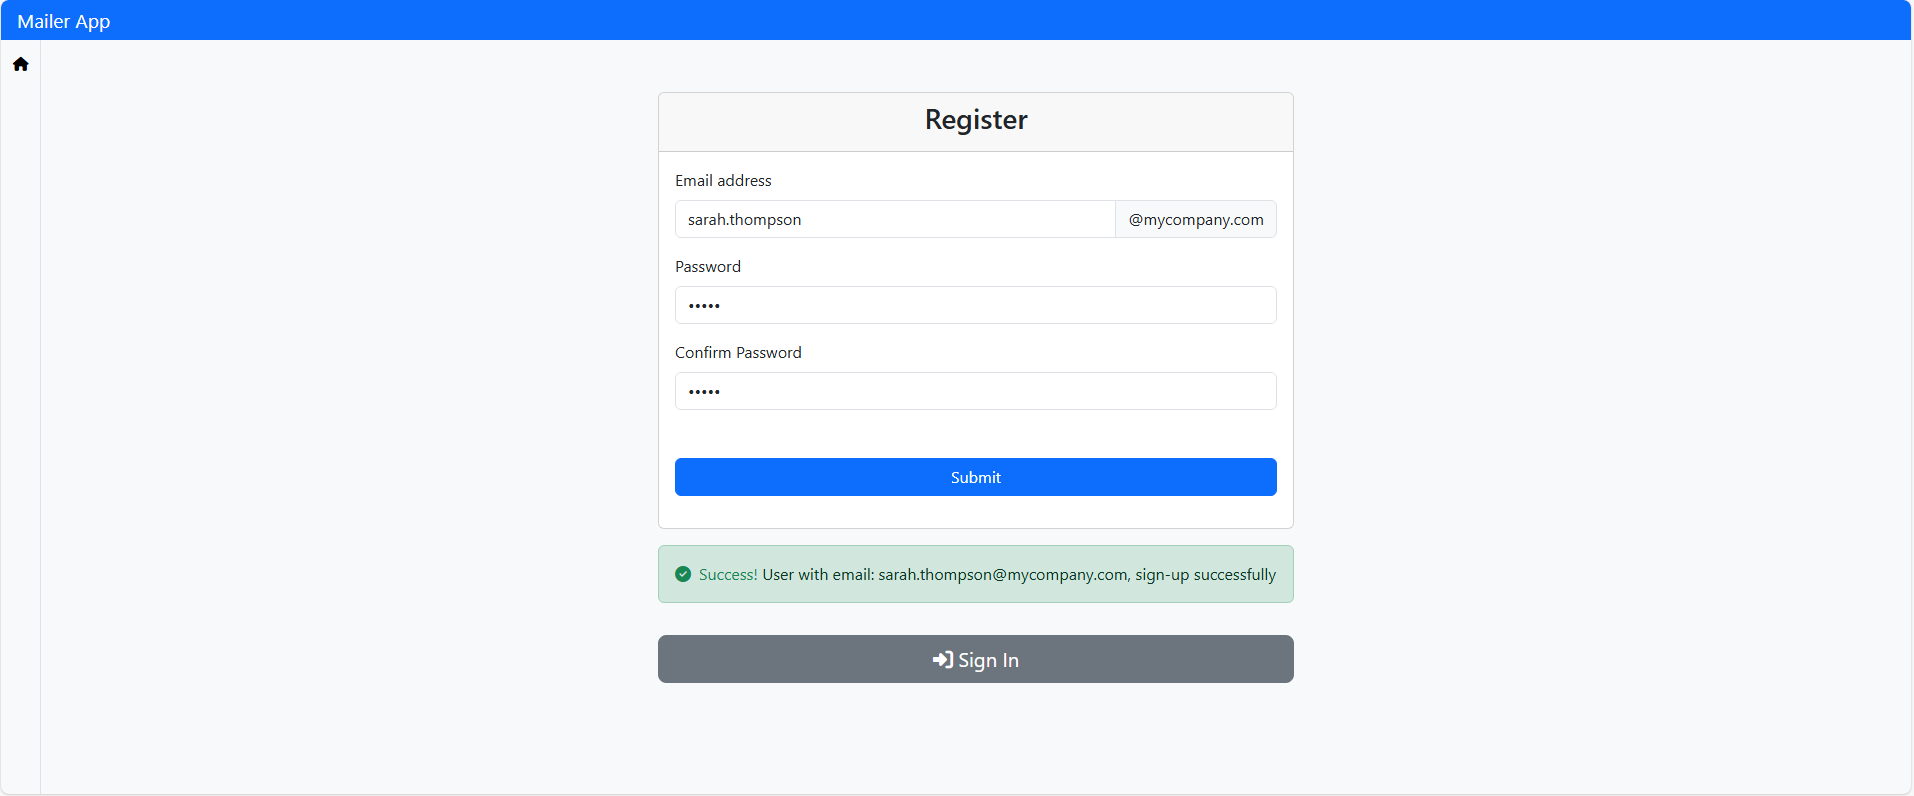 Mailer App
Register
Email address
sarah.thompson @mycompany.com
Password
•••••
Confirm Password
•••••
Submit
Success! User with email: sarah.thompson@mycompany.com, sign-up successfully
Sign In